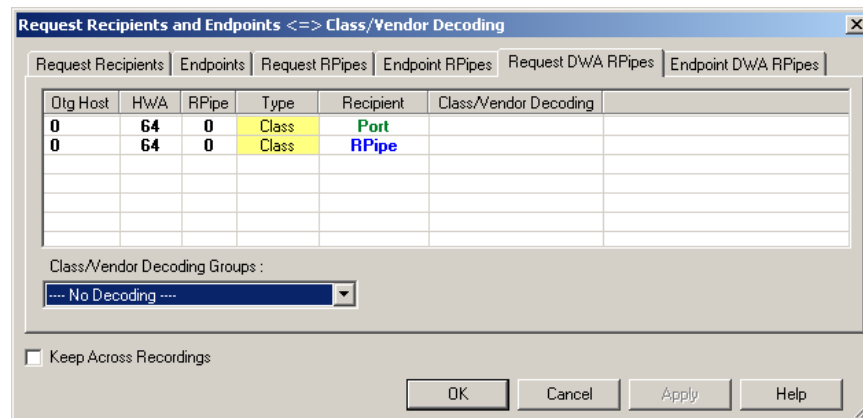 Request Recipients and Endpoints <=> Class/Vendor Decoding
Request Recipients Endpoints Request RPipes Endpoint RPipes Request DWA RPipes Endpoint DWA RPipes
Otg Host HWA RPipe Type Recipient Class/Vendor Decoding
0 64 0 Class Port
0 64 0 Class RPipe
Class/Vendor Decoding Groups :
---- No Decoding ----
Keep Across Recordings
OK Cancel Apply Help